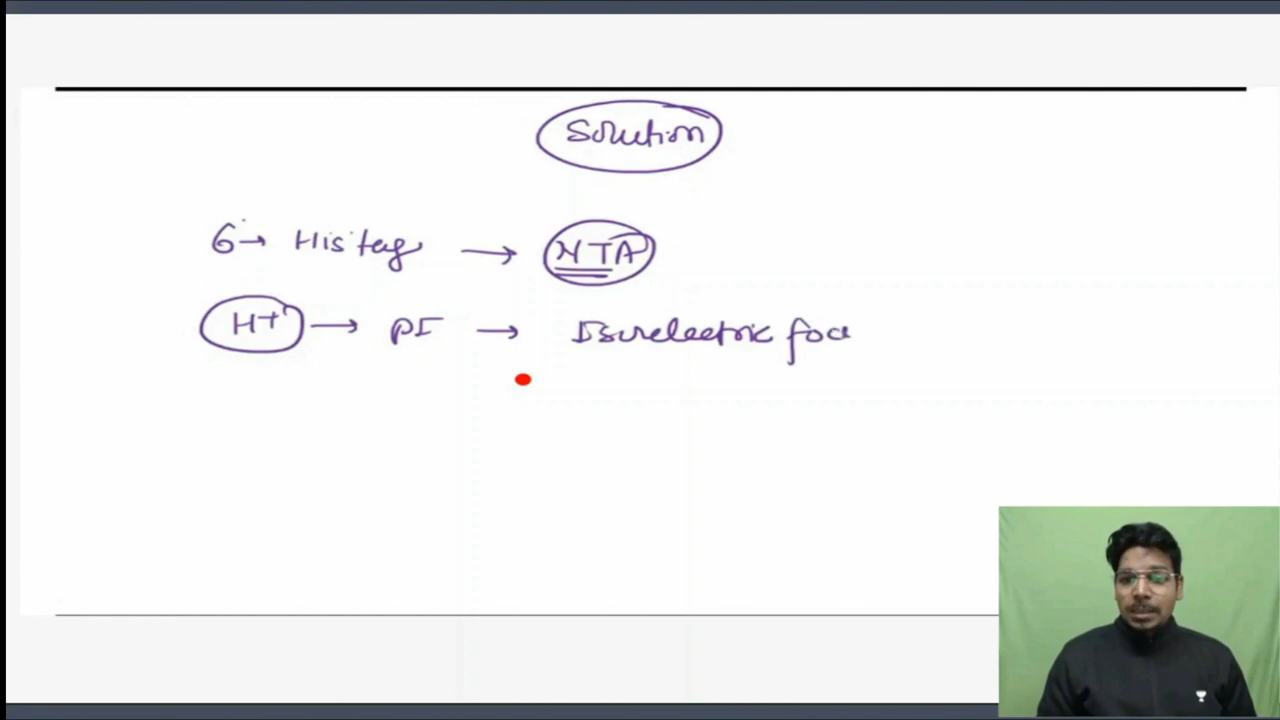 Solution
6→ His tag → NTA
H+ → PI → Isoelectric foc